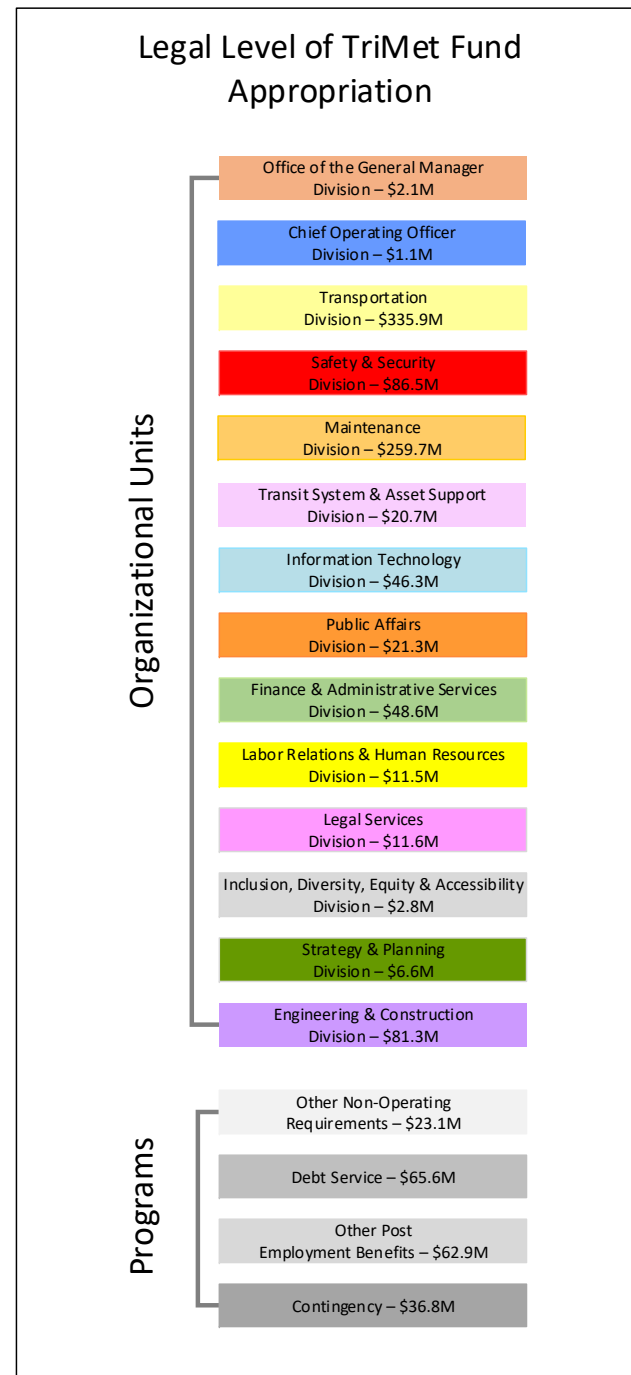 Legal Level of TriMet Fund
Appropriation
Organizational Units
Office of the General Manager
Division – $2.1M
Chief Operating Officer
Division – $1.1M
Transportation
Division – $335.9M
Safety & Security
Division – $86.5M
Maintenance
Division – $259.7M
Transit System & Asset Support
Division – $20.7M
Information Technology
Division – $46.3M
Public Affairs
Division – $21.3M
Finance & Administrative Services
Division – $48.6M
Labor Relations & Human Resources
Division – $11.5M
Legal Services
Division – $11.6M
Inclusion, Diversity, Equity & Accessibility
Division – $2.8M
Strategy & Planning
Division – $6.6M
Engineering & Construction
Division – $81.3M
Programs
Other Non-Operating
Requirements – $23.1M
Debt Service – $65.6M
Other Post
Employment Benefits – $62.9M
Contingency – $36.8M